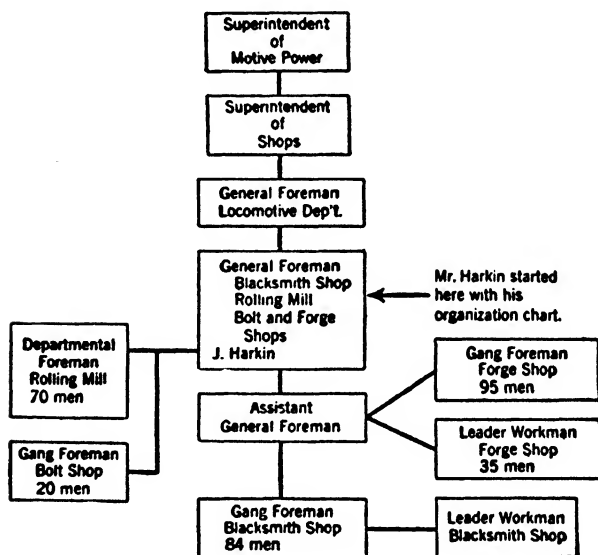 Superintendent
of
Motive Power
Superintendent
of
Shops
General Foreman
Locomotive Dep't.
General Foreman
Blacksmith Shop
Rolling Mill
Bolt and Forge
Shops
J. Harkin
Mr. Harkin started
here with his
organization chart.
Departmental
Foreman
Rolling Mill
70 men
Gang Foreman
Forge Shop
95 men
Assistant
General Foreman
Gang Foreman
Bolt Shop
20 men
Leader Workman
Forge Shop
35 men
Gang Foreman
Blacksmith Shop
84 men
Leader Workman
Blacksmith Shop